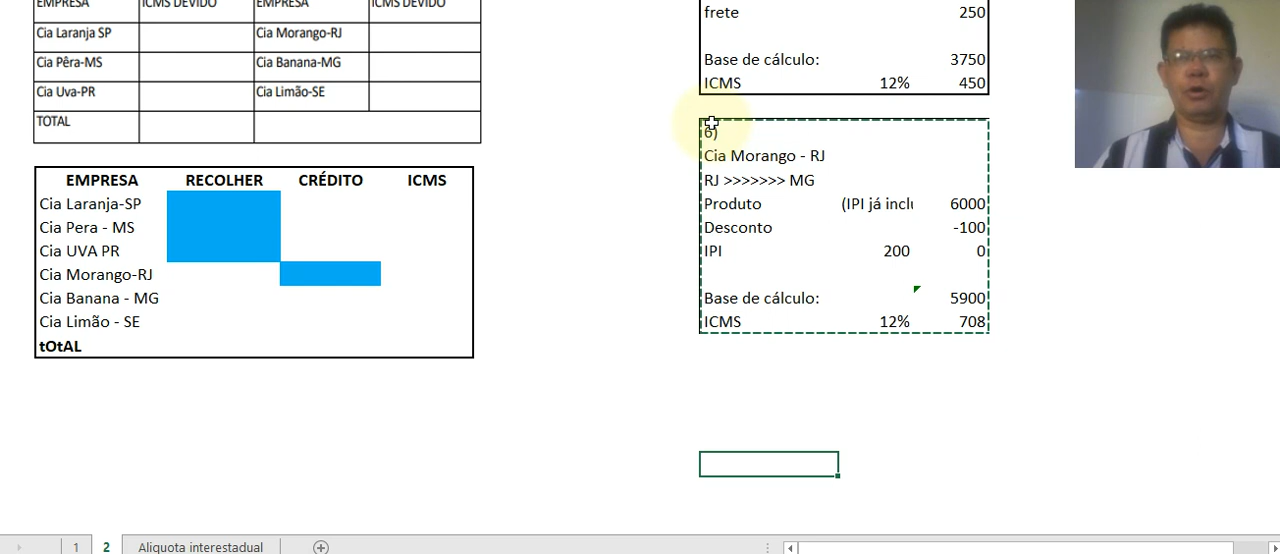 EMPRESA ICMS DEVIDO EMPRESA ICMS DEVIDO
Cia Laranja SP Cia Morango-RJ
Cia Pêra-MS Cia Banana-MG
Cia Uva-PR Cia Limão-SE
TOTAL
EMPRESA RECOLHER CRÉDITO ICMS
Cia Laranja-SP
Cia Pera - MS
Cia UVA PR
Cia Morango-RJ
Cia Banana - MG
Cia Limão - SE
tOtAL
frete 250
Base de cálculo: 3750
ICMS 12% 450
6)
Cia Morango - RJ
RJ >>>>>>> MG
Produto (IPI já inclu 6000
Desconto -100
IPI 200 0
Base de cálculo: 5900
ICMS 12% 708
1 2 Aliquota interestadual